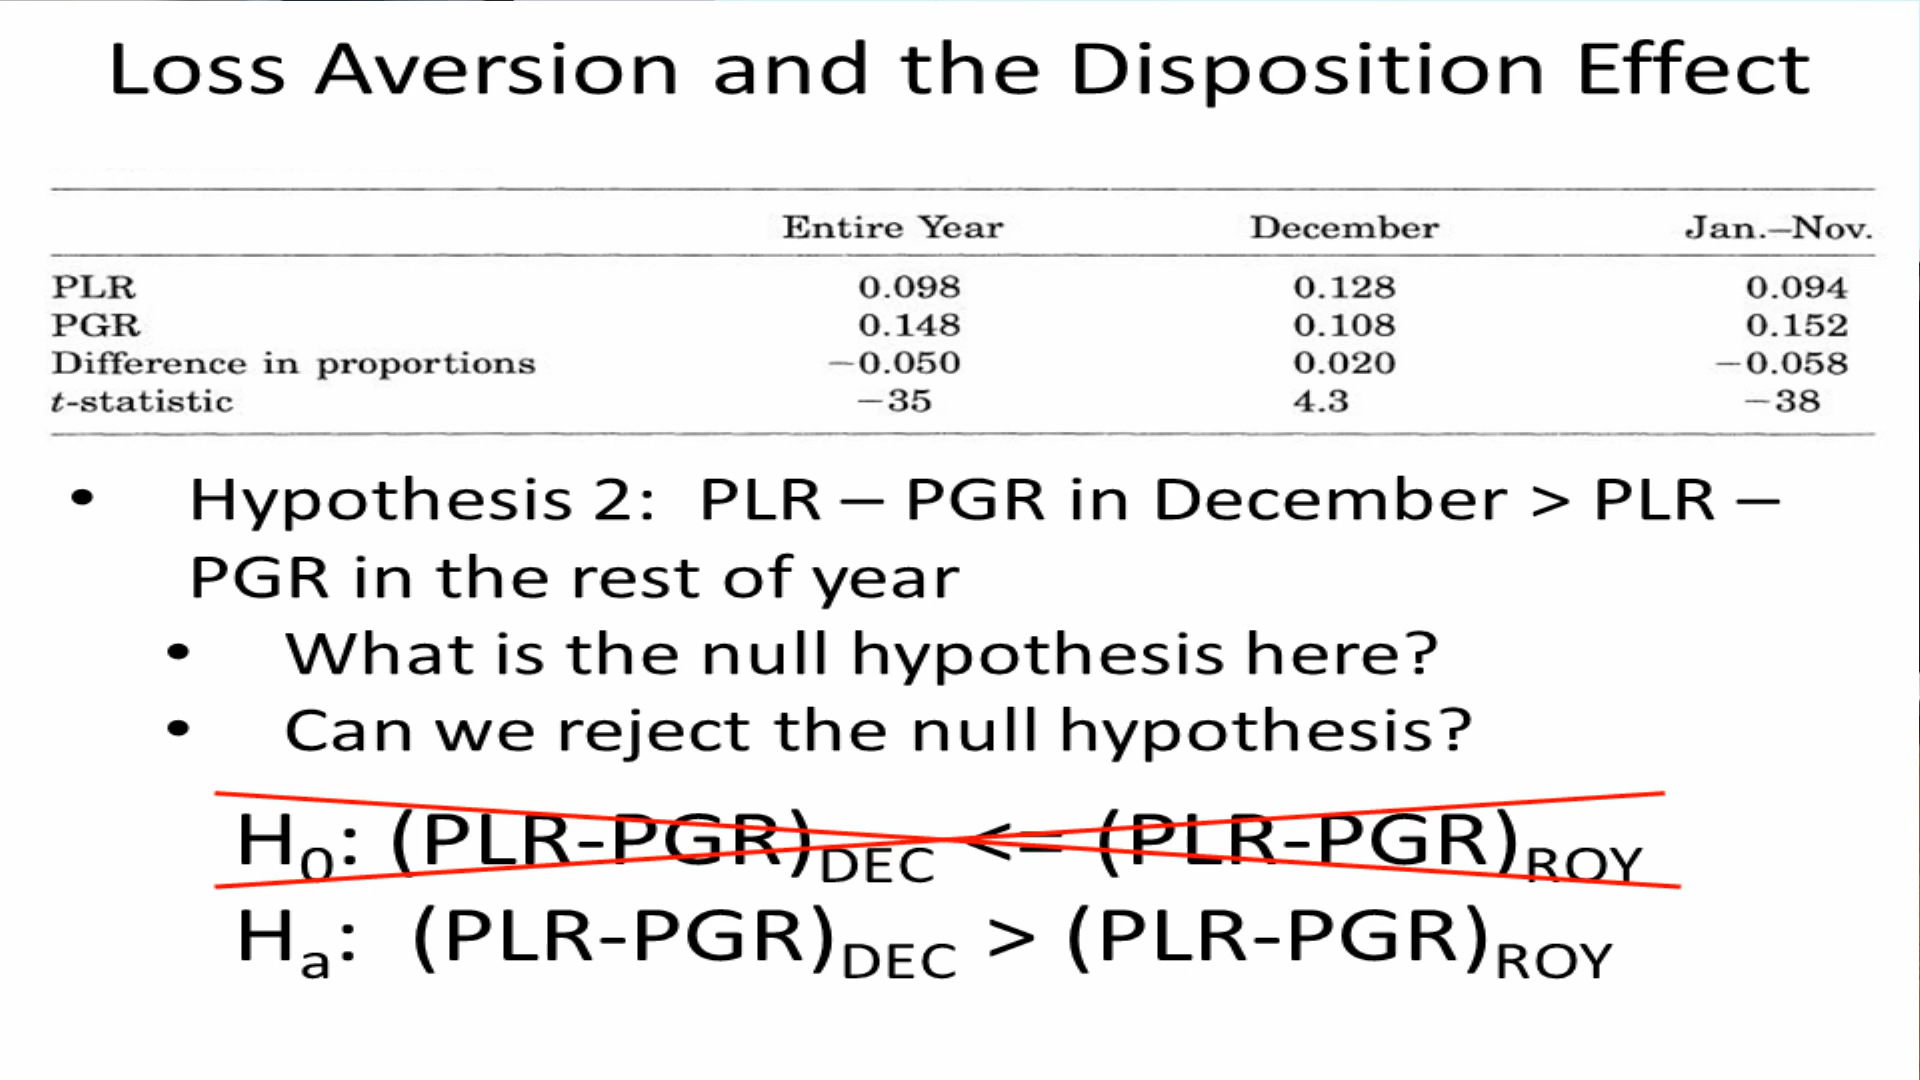 Loss Aversion and the Disposition Effect
Entire Year December Jan.–Nov.
PLR 0.098 0.128 0.094
PGR 0.148 0.108 0.152
Difference in proportions −0.050 0.020 −0.058
t-statistic −35 4.3 −38
• Hypothesis 2: PLR – PGR in December > PLR –
PGR in the rest of year
• What is the null hypothesis here?
• Can we reject the null hypothesis?
H0: (PLR-PGR)DEC <= (PLR-PGR)ROY
Ha: (PLR-PGR)DEC > (PLR-PGR)ROY